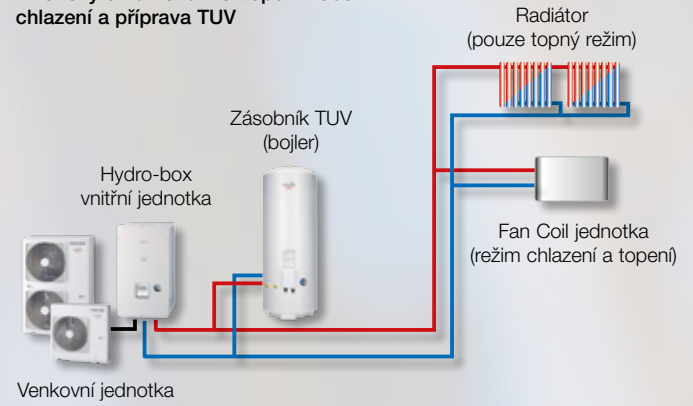 chlazení a příprava TUV
Radiátor
(pouze topný režim)
Zásobník TUV
(bojler)
Hydro-box
vnitřní jednotka
Fan Coil jednotka
(režim chlazení a topení)
Venkovní jednotka